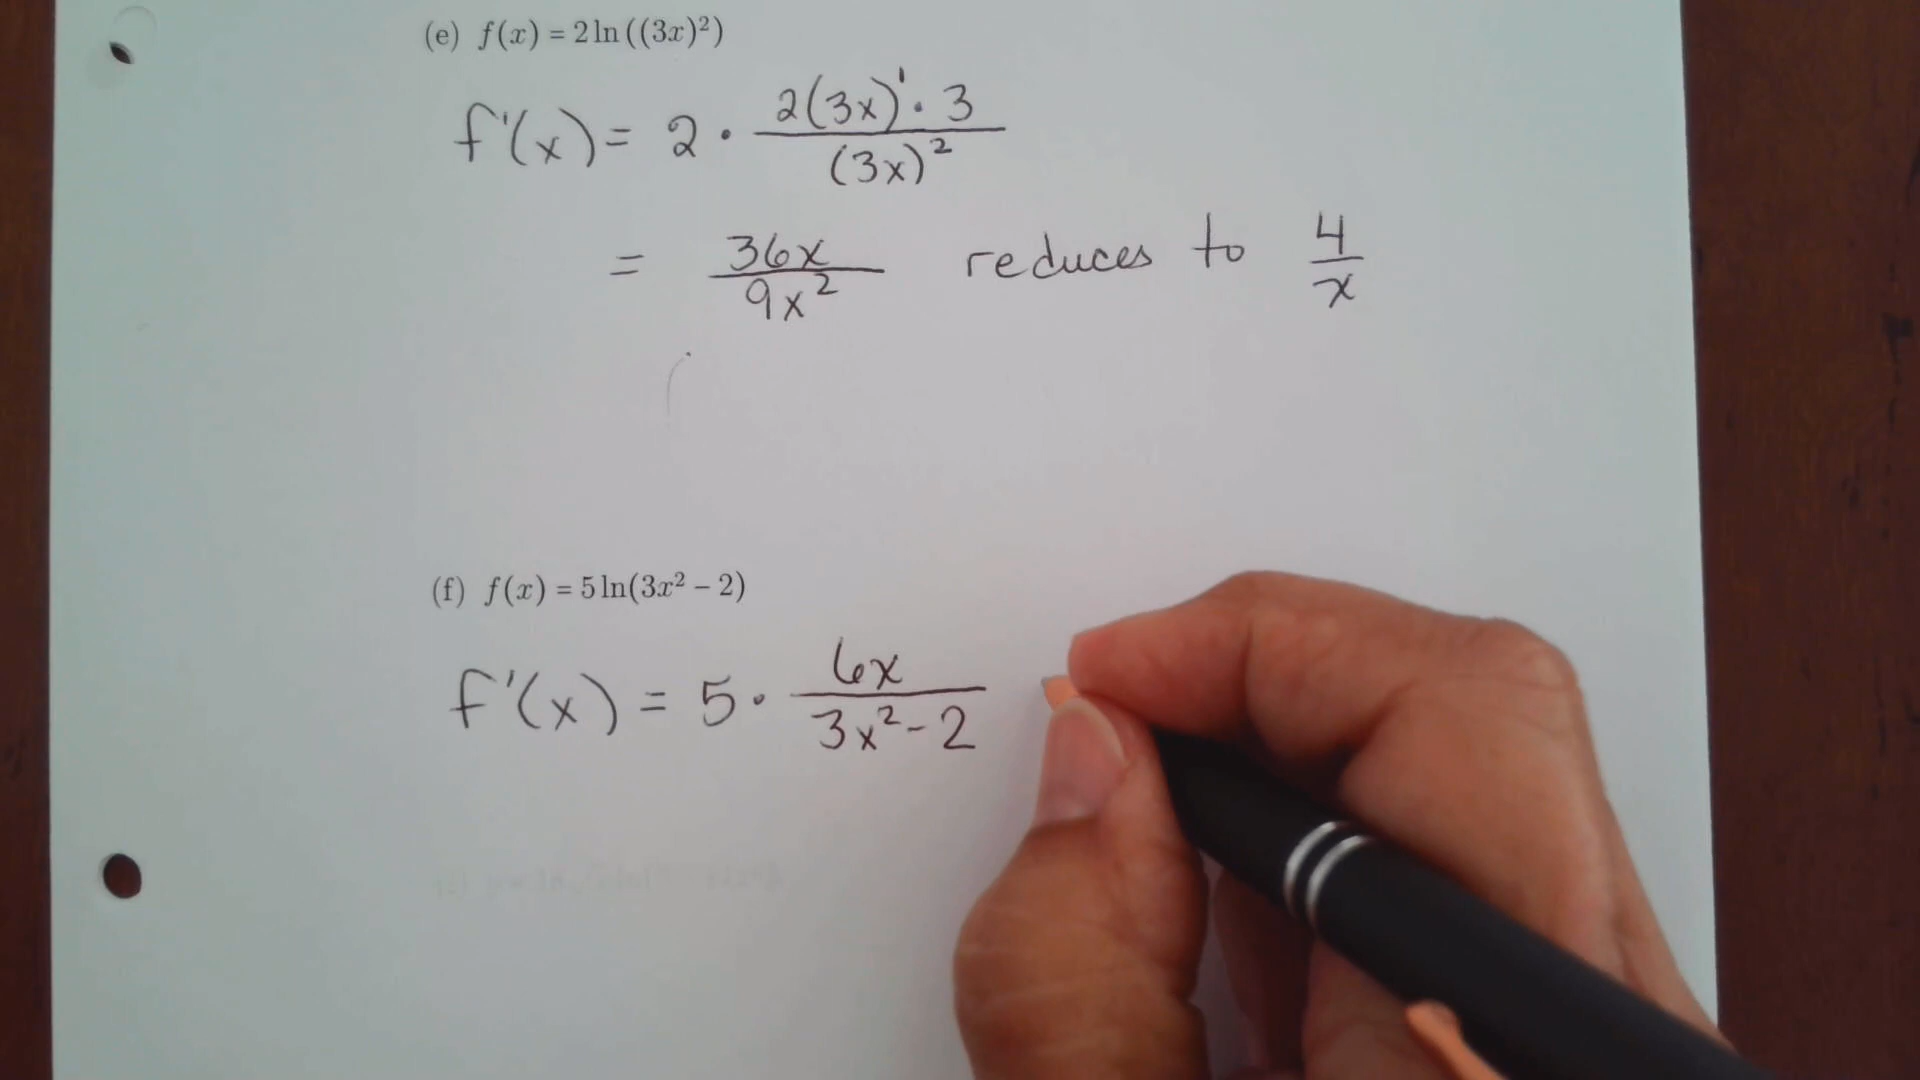 (e) f(x) = 2 ln((3x)²)
f'(x) = 2 · 2(3x)¹ · 3 / (3x)²
= 36x / 9x² reduces to 4 / x
(f) f(x) = 5 ln(3x² – 2)
f'(x) = 5 · 6x / 3x² - 2